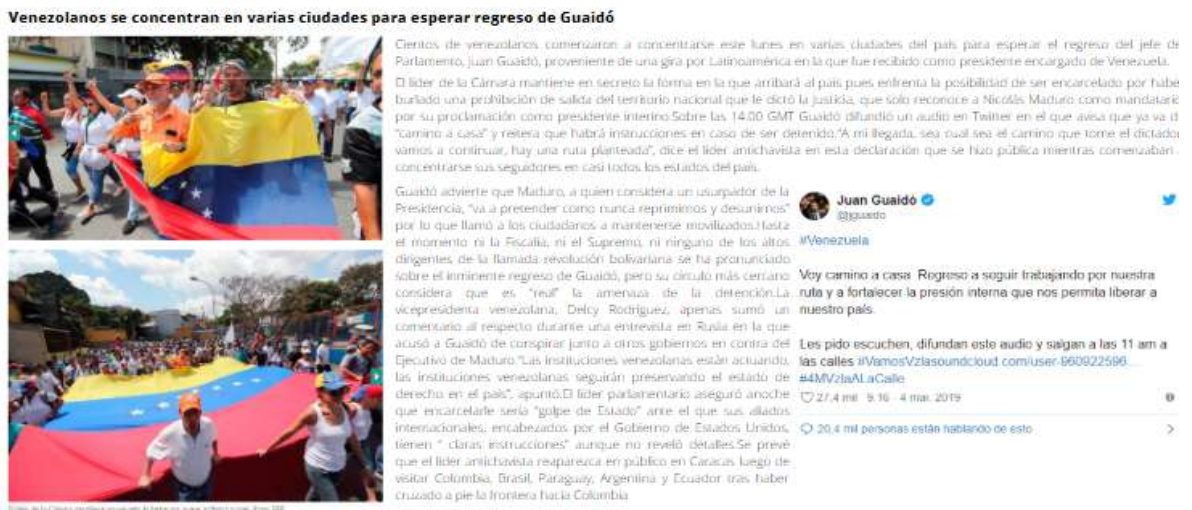 Venezolanos se concentran en varias ciudades para esperar regreso de Guaidó
Cientos de venezolanos comenzaron a concentrarse este lunes en varias ciudades del país para esperar el regreso del jefe de
Parlamento, Juan Guaidó, proveniente de una gira por Latinoamérica en la que fue recibido como presidente encargado de Venezuela.
El líder de la Cámara mantiene en secreto la forma en la que arribará al país pues enfrenta la posibilidad de ser encarcelado por haber
burlado una prohibición de salida del territorio nacional que le dictó la justicia, que solo reconoce a Nicolás Maduro como mandatario
por su proclamación como presidente interino.Sobre las 14.00 GMT Guaidó difundió un audio en Twitter en el que avisa que ya va de
"camino a casa" y reitera que habrá instrucciones en caso de ser detenido."A mi llegada, sea cual sea el camino que tome el dictador
vamos a continuar, hay una ruta planteada", dice el líder antichavista en esta declaración que se hizo pública mientras comenzaban
concentrarse sus seguidores en casi todos los estados del país.
Guaidó advierte que Maduro, a quien considera un usurpador de la
Presidencia, "va a pretender como nunca reprimirnos y desunirnos"
por lo que llamó a los ciudadanos a mantenerse movilizados.Hasta
el momento ni la Fiscalía, ni el Supremo, ni ninguno de los altos
dirigentes de la llamada revolución bolivariana se ha pronunciado
sobre el inminente regreso de Guaidó, pero su círculo más cercano
considera que es "real" la amenaza de la detención.La
vicepresidenta venezolana, Delcy Rodríguez, apenas sumó un
comentario al respecto durante una entrevista en Rusia en la que
acusó a Guaidó de conspirar junto a otros gobiernos en contra del
Ejecutivo de Maduro."Las instituciones venezolanas están actuando,
las instituciones venezolanas seguirán preservando el estado de
derecho en el país", apuntó.El líder parlamentario aseguró anoche
que encarcelarle sería "golpe de Estado" ante el que sus aliados
internacionales, encabezados por el Gobierno de Estados Unidos,
tienen " claras instrucciones" aunque no reveló detalles.Se prevé
que el líder antichavista reaparezca en público en Caracas luego de
visitar Colombia, Brasil, Paraguay, Argentina y Ecuador tras haber
cruzado a pie la frontera hacia Colombia
Juan Guaidó
@jguaido
#Venezuela
Voy camino a casa. Regreso a seguir trabajando por nuestra
ruta y a fortalecer la presión interna que nos permita liberar a
nuestro país.
Les pido escuchen, difundan este audio y salgan a las 11 am a
las calles #VamosVzlasoundcloud.com/user-960922596...
#4MVzlaALaCalle
27,4 mil 9:16 - 4 mar. 2019
20,4 mil personas están hablando de esto